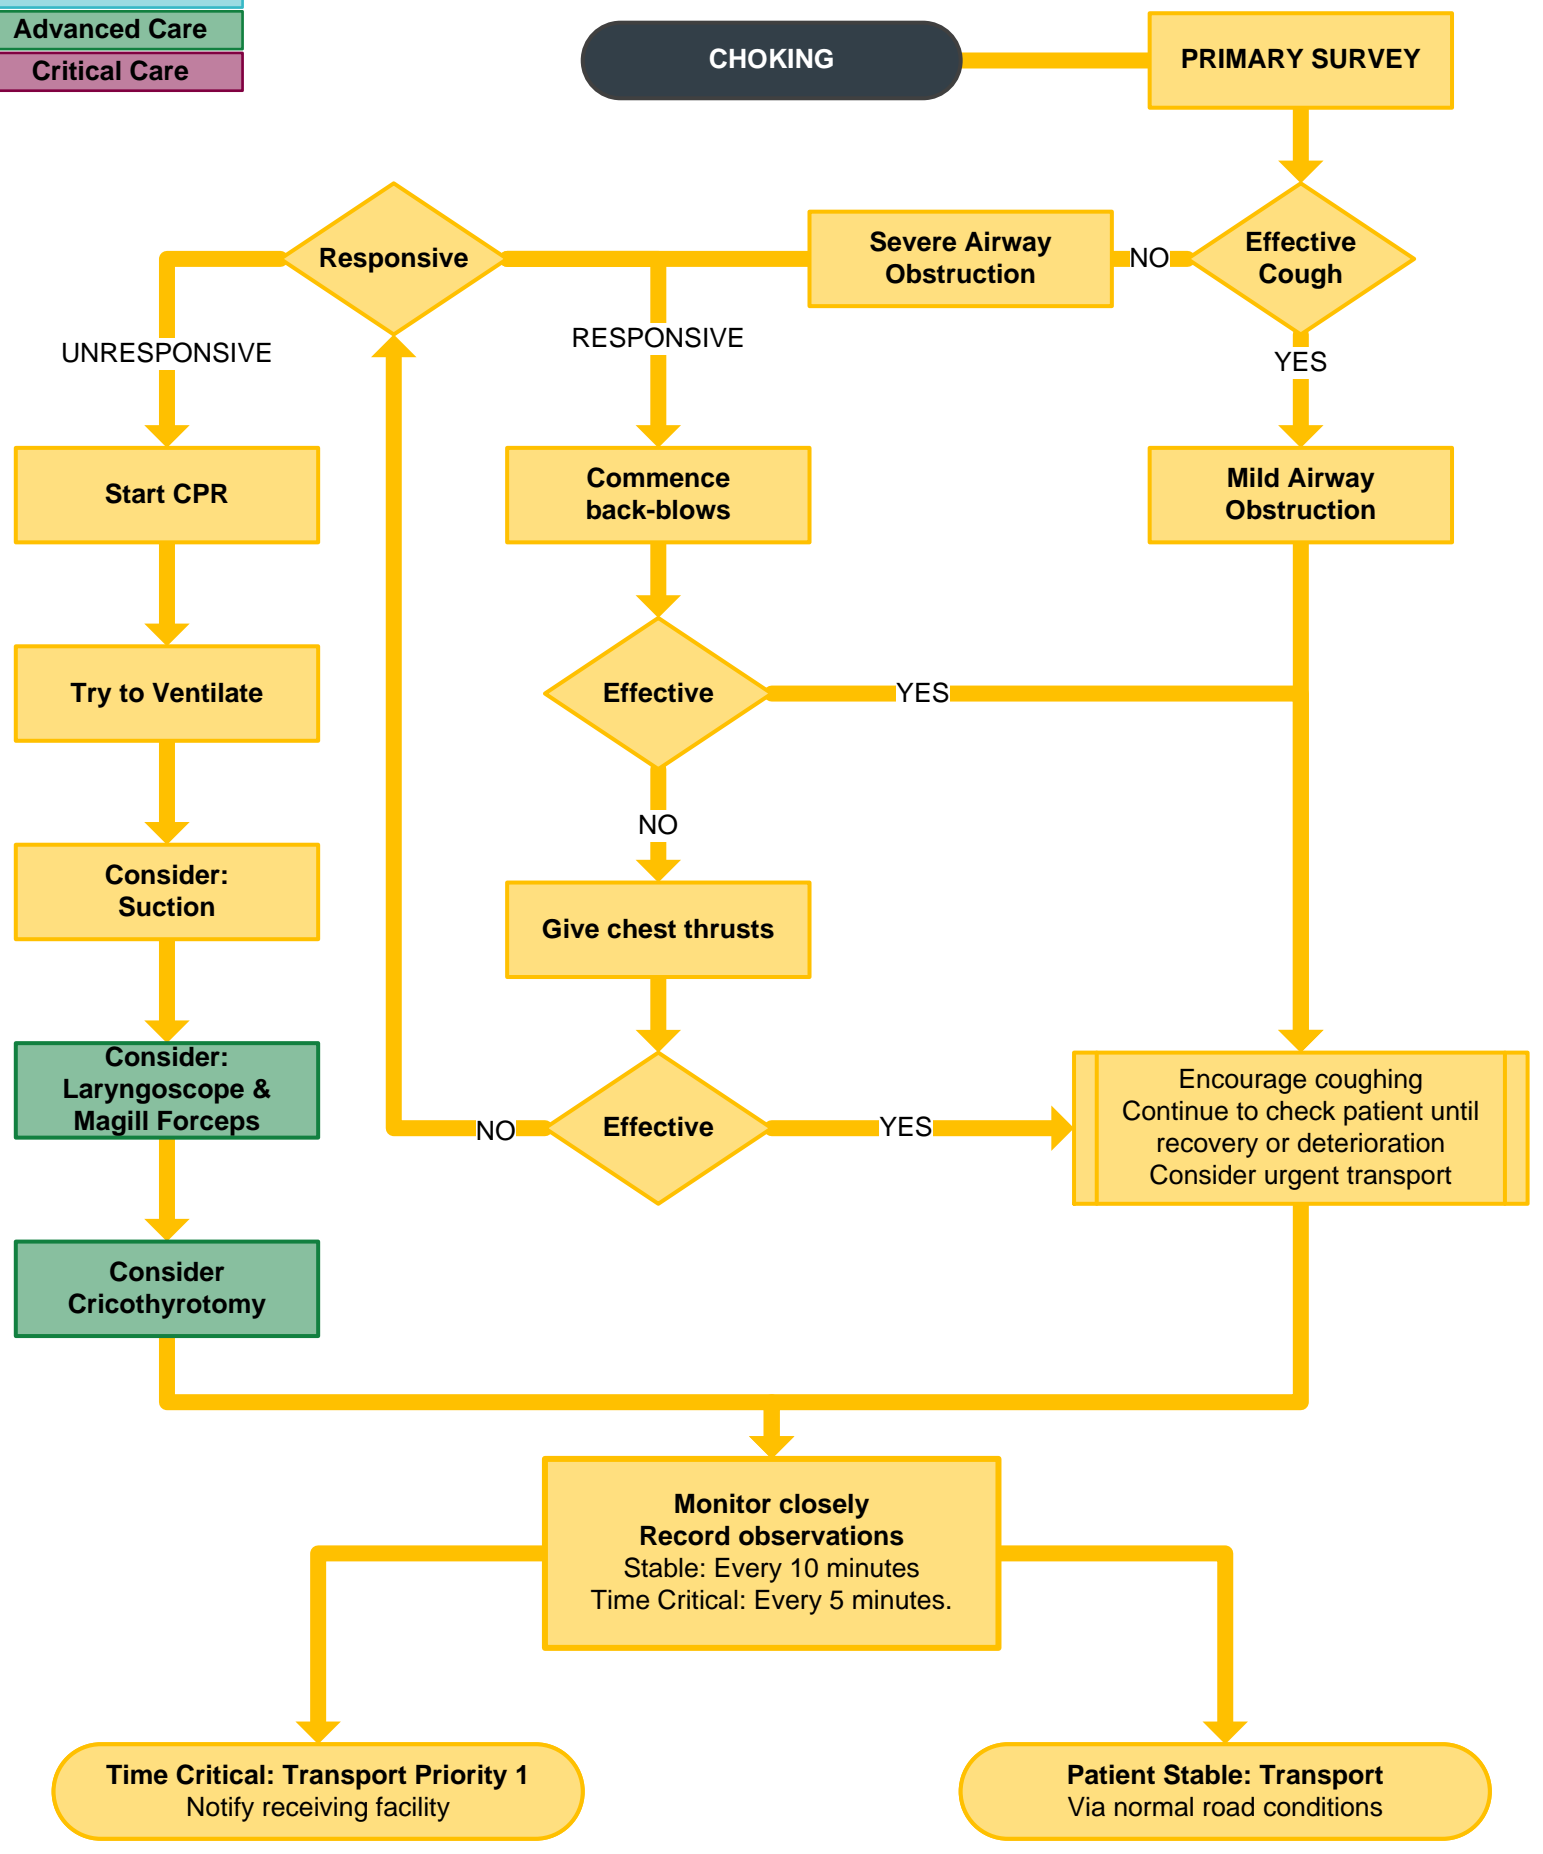 Advanced Care
Critical Care
CHOKING
PRIMARY SURVEY
Responsive
Severe Airway
Obstruction
NO
Effective
Cough
UNRESPONSIVE
RESPONSIVE
YES
Start CPR
Commence
back-blows
Mild Airway
Obstruction
Try to Ventilate
Effective
YES
NO
Consider:
Suction
Give chest thrusts
Consider:
Laryngoscope &
Magill Forceps
NO
Effective
YES
Encourage coughing
Continue to check patient until
recovery or deterioration
Consider urgent transport
Consider
Cricothyrotomy
Monitor closely
Record observations
Stable: Every 10 minutes
Time Critical: Every 5 minutes.
Time Critical: Transport Priority 1
Notify receiving facility
Patient Stable: Transport
Via normal road conditions